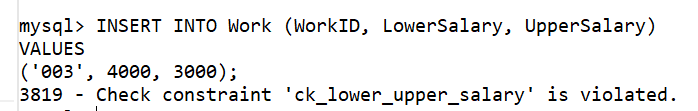 mysql> INSERT INTO Work (WorkID, LowerSalary, UpperSalary)
VALUES
('003', 4000, 3000);
3819 - Check constraint 'ck_lower_upper_salary' is violated.